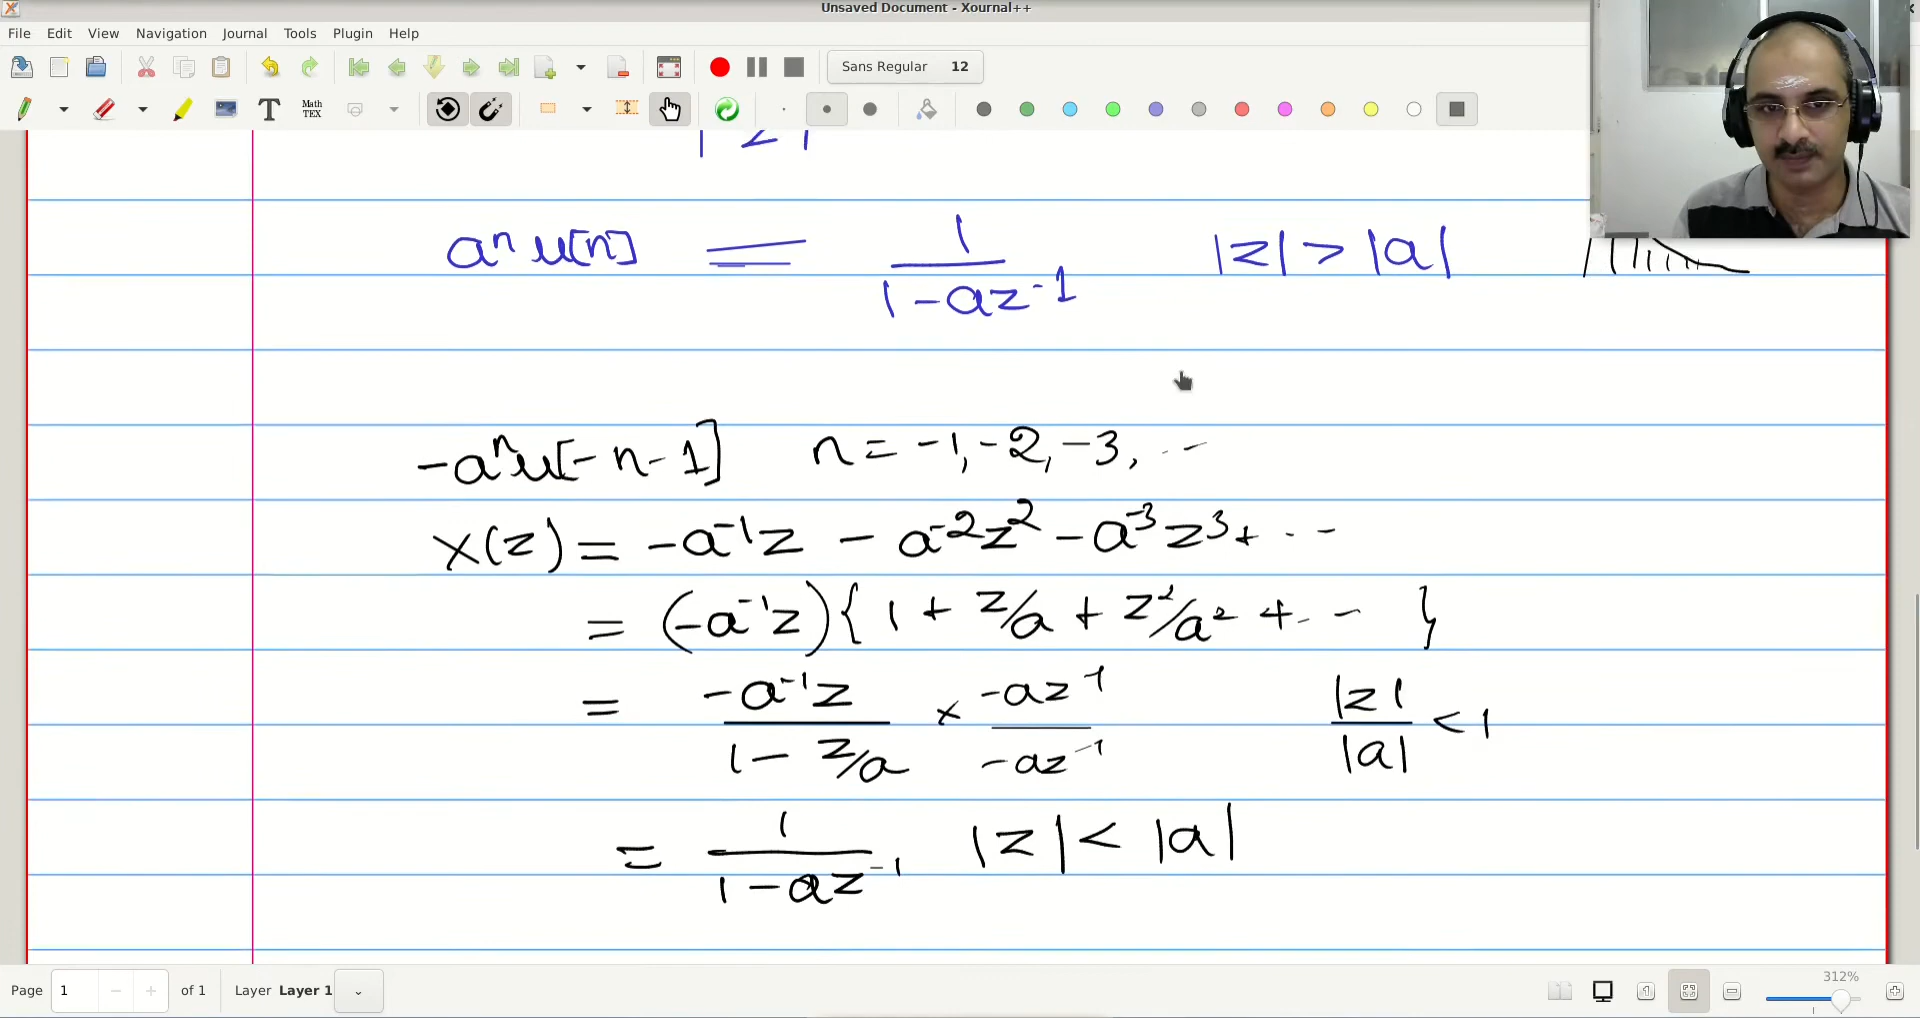 Unsaved Document - Xournal++
File Edit View Navigation Journal Tools Plugin Help
Sans Regular 12
T Math TEX
|z|
aⁿu[n] = 1/(1-az⁻¹) |z| > |a|
-aⁿu[-n-1] n = -1, -2, -3, ...
X(z) = -a⁻¹z - a⁻²z² - a⁻³z³ + ...
= (-a⁻¹z){1 + z/a + z²/a² + ... }
= -a⁻¹z/(1 - z/a) × -az⁻¹/-az⁻¹ |z|/|a| < 1
= 1/(1-az⁻¹) |z| < |a|
Page 1 of 1 Layer Layer 1 312%